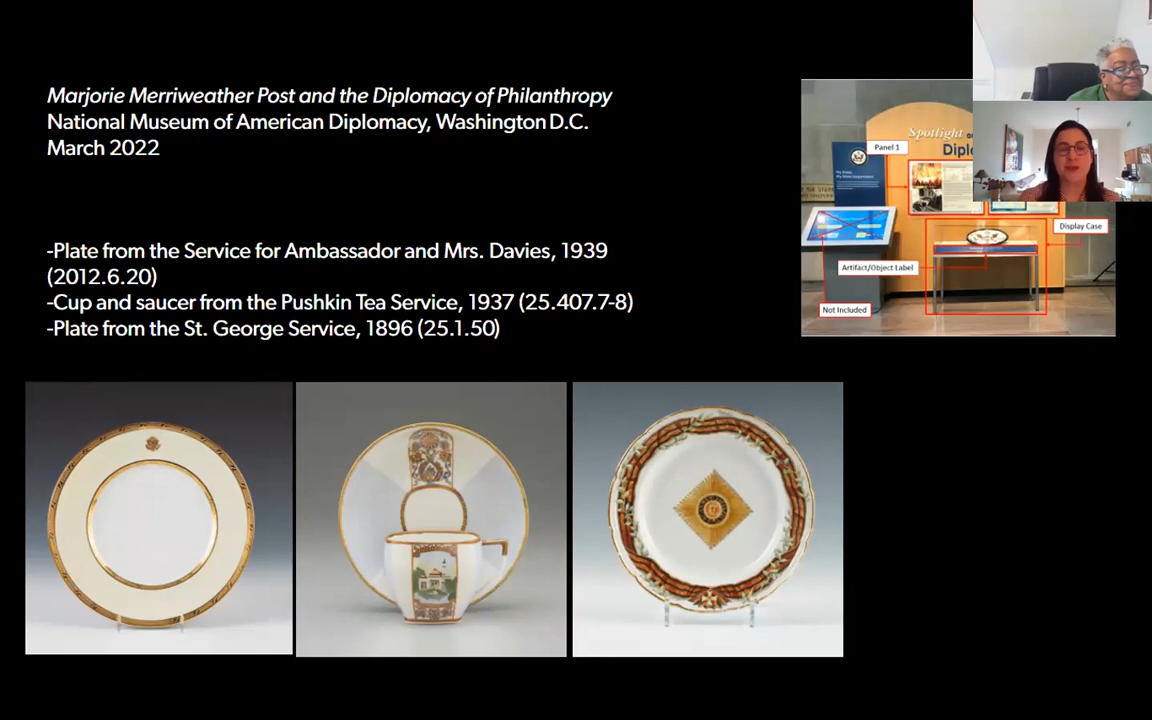 Marjorie Merriweather Post and the Diplomacy of Philanthropy
National Museum of American Diplomacy, Washington D.C.
March 2022
-Plate from the Service for Ambassador and Mrs. Davies, 1939
(2012.6.20)
-Cup and saucer from the Pushkin Tea Service, 1937 (25.407.7-8)
-Plate from the St. George Service, 1896 (25.1.50)
Spotlight
Panel 1
Display Case
Artifact/Object Label
Not Included